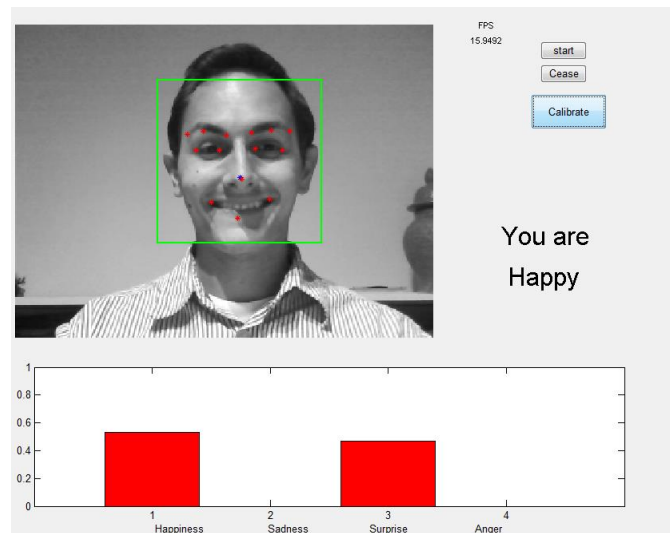 FPS
15.9492
start
Cease
Calibrate
You are
Happy
1
0.8
0.6
0.4
0.2
0
1 2 3 4
Happiness Sadness Surprise Anger